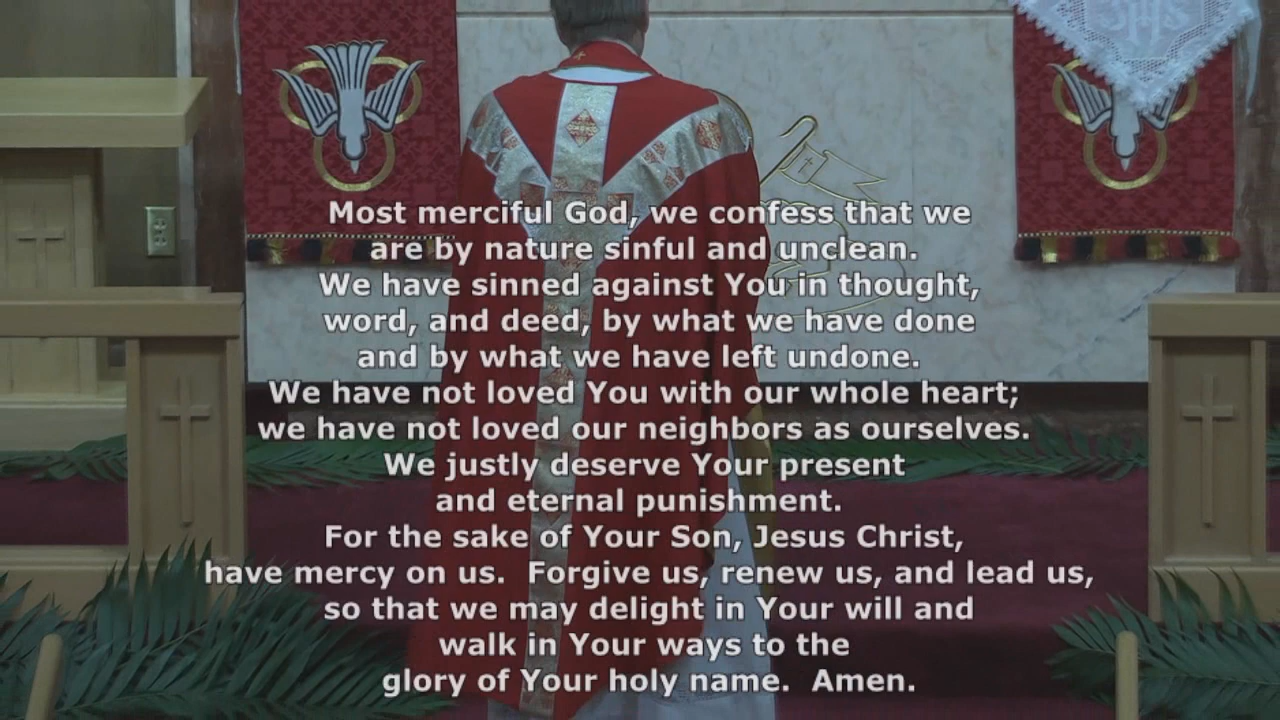 IHS
Most merciful God, we confess that we
are by nature sinful and unclean.
We have sinned against You in thought,
word, and deed, by what we have done
and by what we have left undone.
We have not loved You with our whole heart;
we have not loved our neighbors as ourselves.
We justly deserve Your present
and eternal punishment.
For the sake of Your Son, Jesus Christ,
have mercy on us.  Forgive us, renew us, and lead us,
so that we may delight in Your will and
walk in Your ways to the
glory of Your holy name.  Amen.